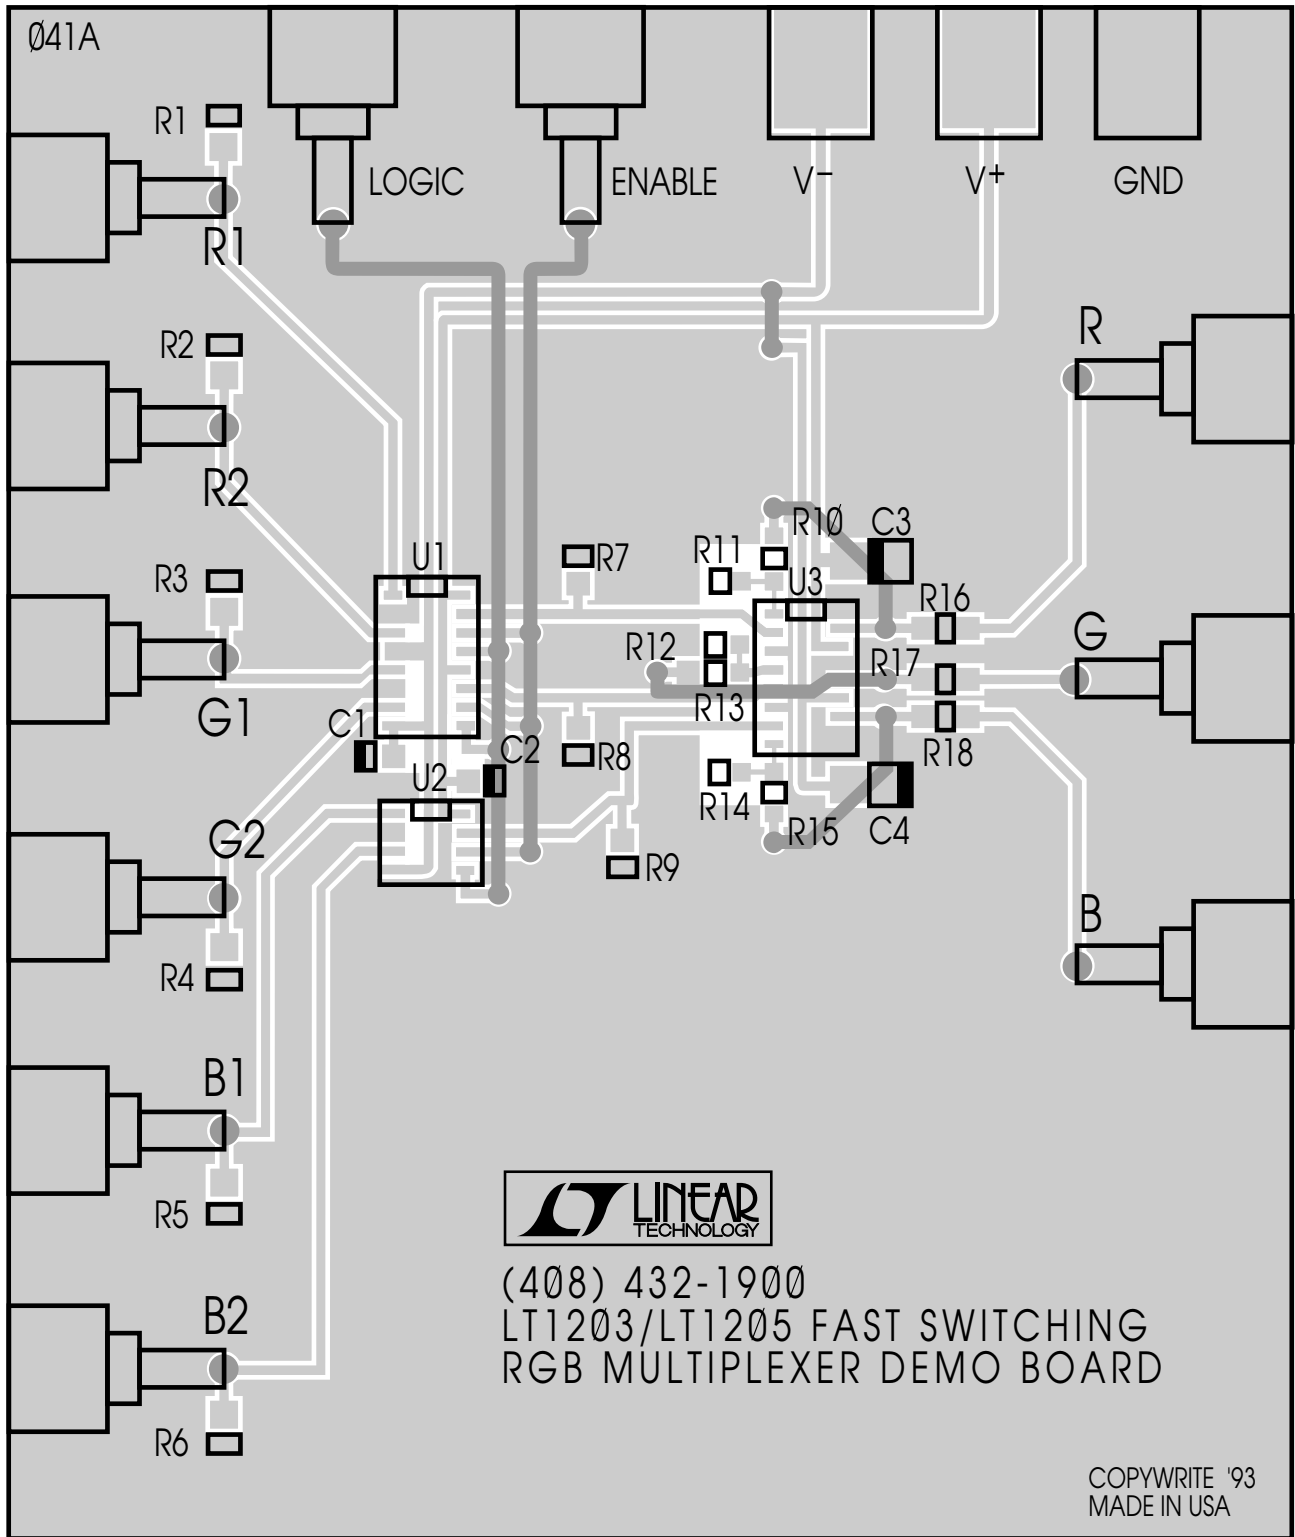 Ø41A
R1
LOGIC
ENABLE
V−
V+
GND
R1
R2
R
R2
R1Ø
C3
U1
R11
R7
U3
R3
R16
G
R12
R17
G1
R13
C1
C2
R18
R8
U2
R14
R15
C4
G2
R9
B
R4
B1
R5
LINEAR
TECHNOLOGY
(4Ø8) 432-19ØØ
B2
LT12Ø3/LT12Ø5 FAST SWITCHING
RGB MULTIPLEXER DEMO BOARD
R6
COPYWRITE '93
MADE IN USA